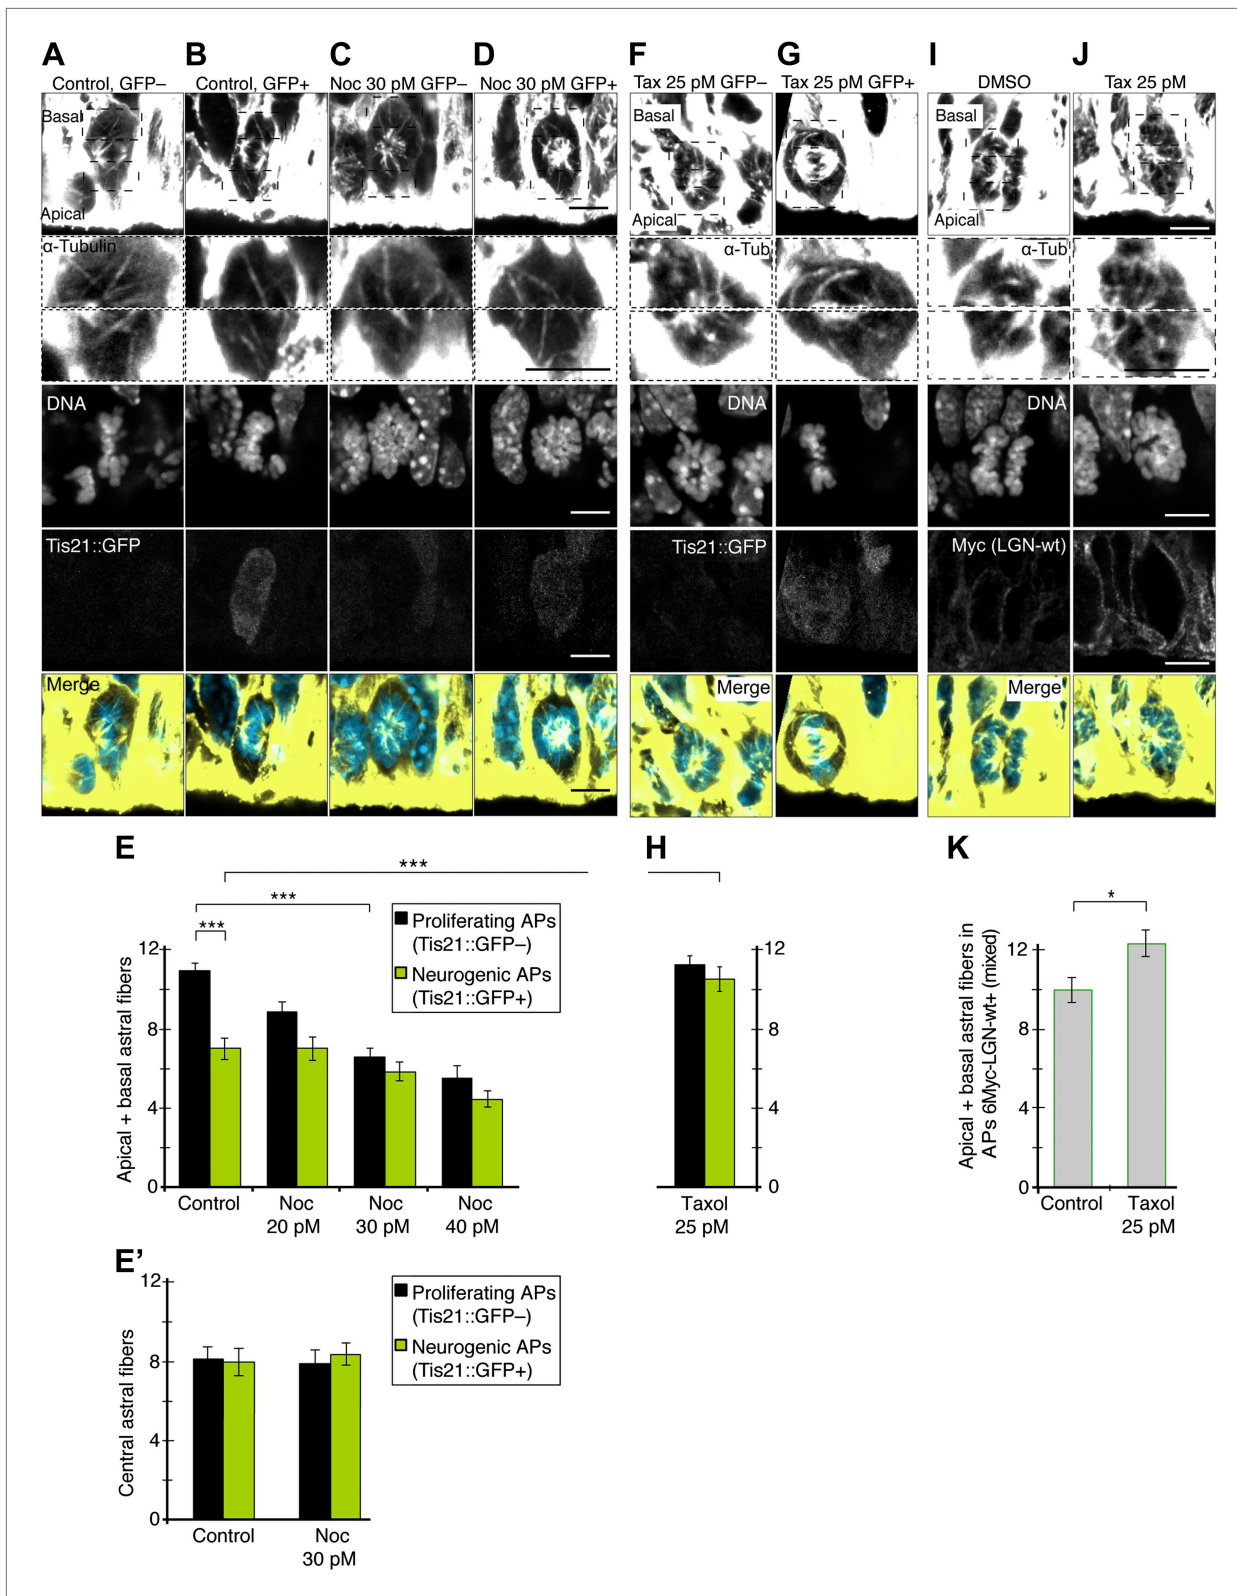 A B C D F G I J
Control, GFP– Control, GFP+ Noc 30 pM GFP– Noc 30 pM GFP+ Tax 25 pM GFP– Tax 25 pM GFP+ DMSO Tax 25 pM
Basal Basal Basal
Apical Apical Apical
α-Tubulin α-Tub α-Tub
DNA DNA DNA
Tis21::GFP Tis21::GFP Myc (LGN-wt)
Merge Merge Merge
E
***
***
***
Proliferating APs
(Tis21::GFP–)
Neurogenic APs
(Tis21::GFP+)
Apical + basal astral fibers
12
8
4
0
Control Noc Noc Noc
20 pM 30 pM 40 pM
H
12
8
4
0
Taxol
25 pM
K
*
Apical + basal astral fibers in
APs 6Myc-LGN-wt+ (mixed)
12
8
4
0
Control Taxol
25 pM
E’
Proliferating APs
(Tis21::GFP–)
Neurogenic APs
(Tis21::GFP+)
Central astral fibers
12
8
4
0
Control Noc
30 pM